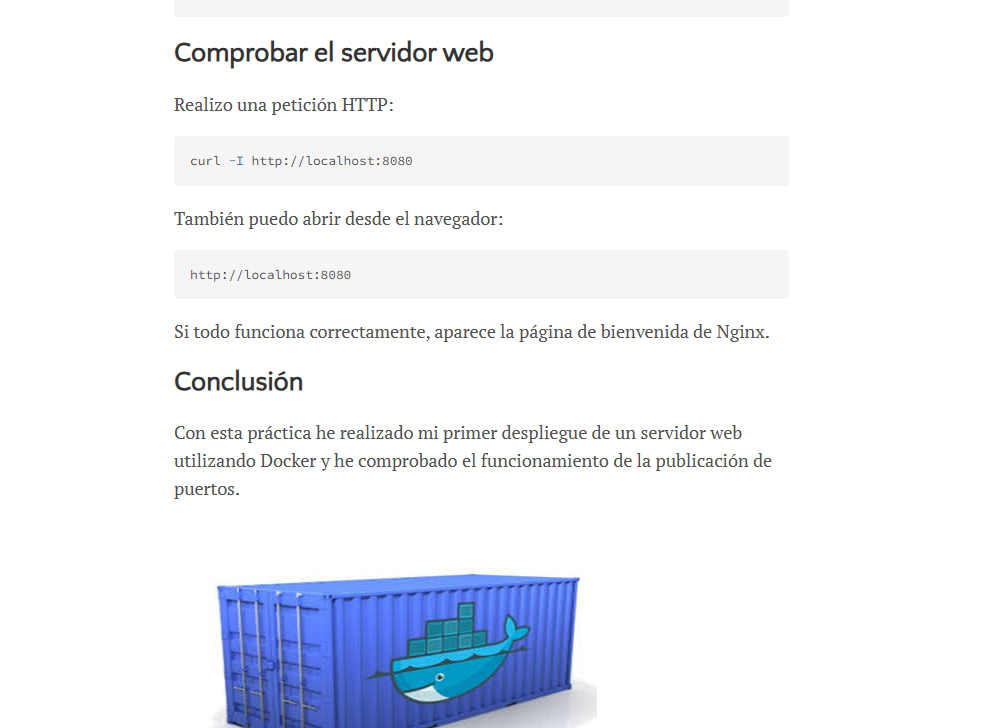 Comprobar el servidor web
Realizo una petición HTTP:
curl -I http://localhost:8080
También puedo abrir desde el navegador:
http://localhost:8080
Si todo funciona correctamente, aparece la página de bienvenida de Nginx.
Conclusión
Con esta práctica he realizado mi primer despliegue de un servidor web
utilizando Docker y he comprobado el funcionamiento de la publicación de
puertos.